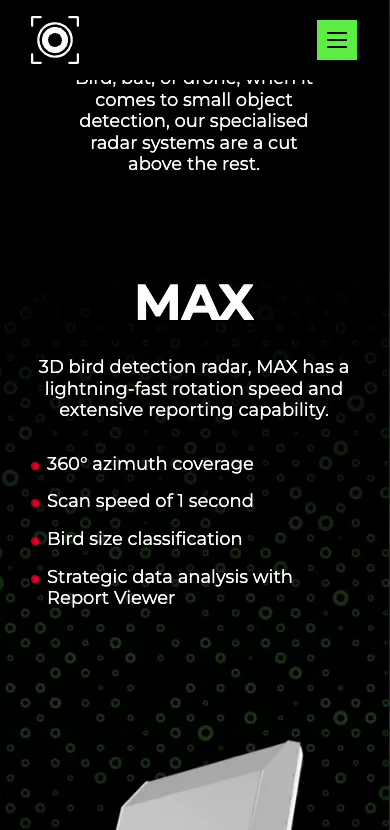 Bird, bat, or drone, when it
comes to small object
detection, our specialised
radar systems are a cut
above the rest.
MAX
3D bird detection radar, MAX has a
lightning-fast rotation speed and
extensive reporting capability.
360° azimuth coverage
Scan speed of 1 second
Bird size classification
Strategic data analysis with
Report Viewer